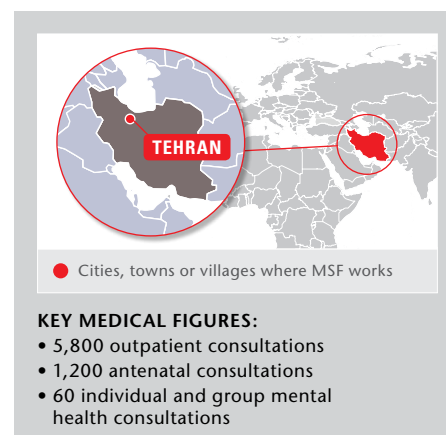 TEHRAN
Cities, towns or villages where MSF works
KEY MEDICAL FIGURES:
• 5,800 outpatient consultations
• 1,200 antenatal consultations
• 60 individual and group mental
health consultations